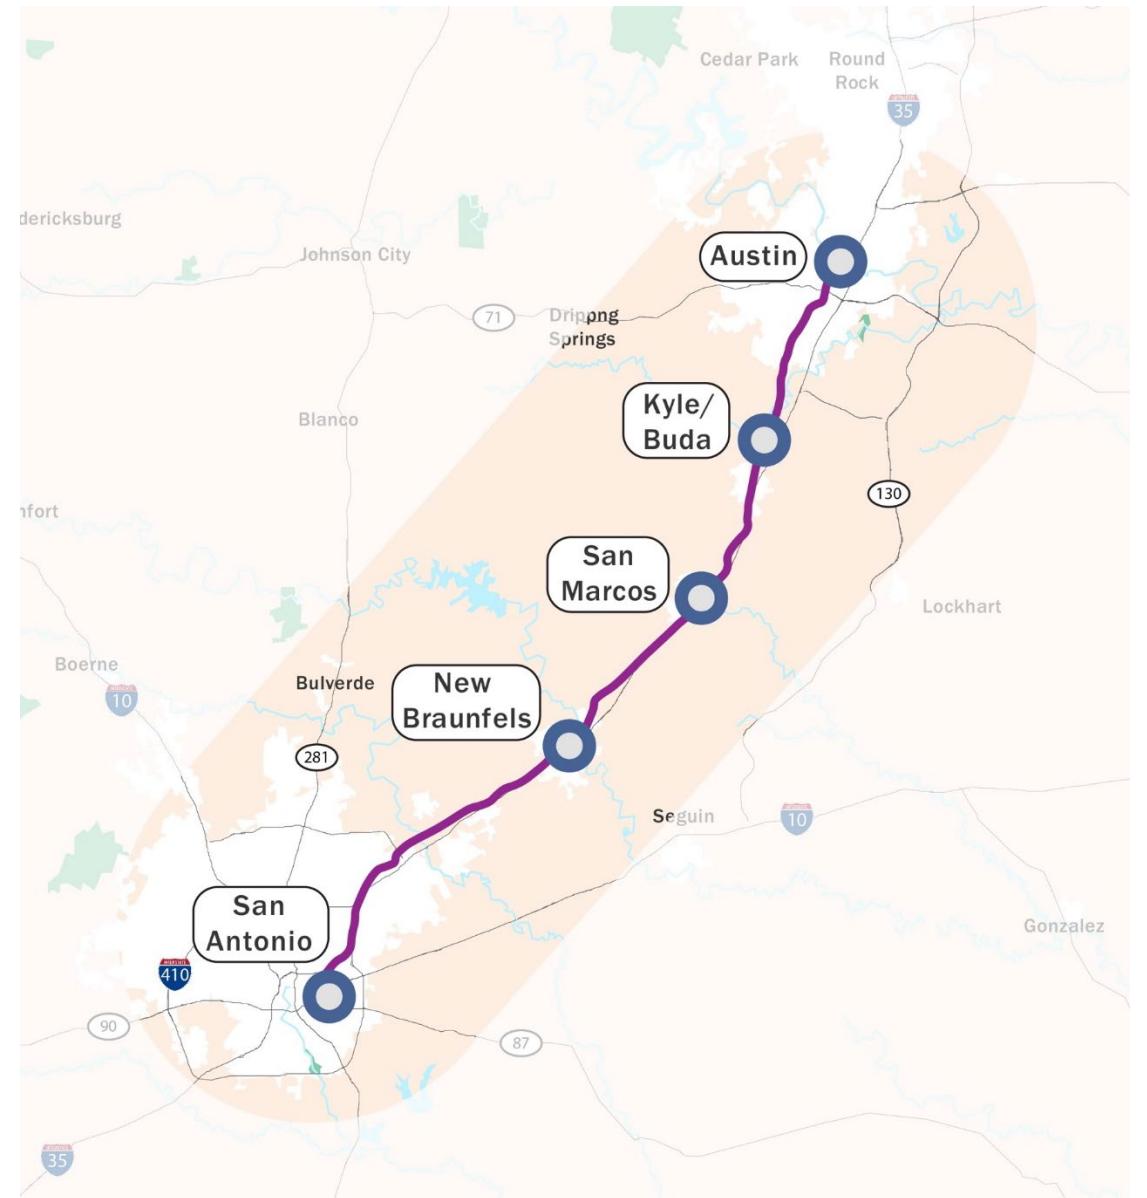 Cedar Park
Round
Rock
35
dericksburg
Johnson City
Austin
71
Drippng
Springs
Kyle/
Buda
Blanco
130
nfort
San
Marcos
Lockhart
Boerne
10
Bulverde
New
Braunfels
281
Seguin
10
San
Antonio
Gonzalez
410
90
87
35